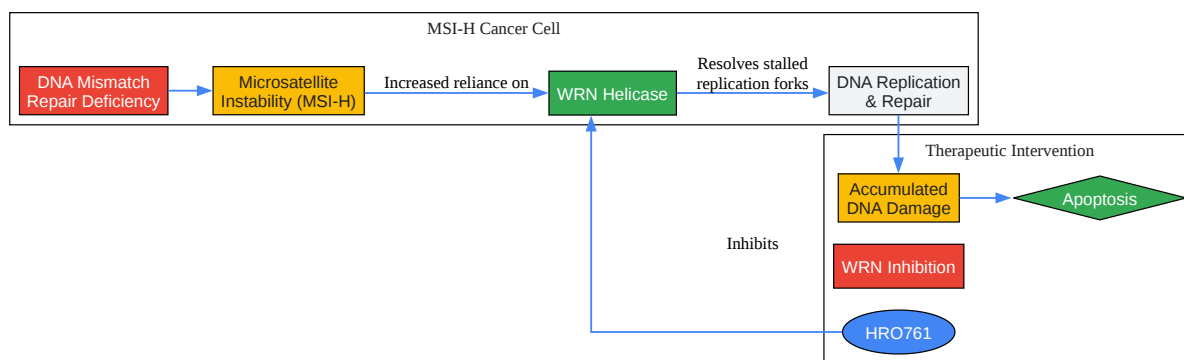 MSI-H Cancer Cell
DNA Mismatch
Repair Deficiency
Microsatellite
Instability (MSI-H)
Increased reliance on
WRN Helicase
Resolves stalled
replication forks
DNA Replication
& Repair
Therapeutic Intervention
Accumulated
DNA Damage
Apoptosis
Inhibits
WRN Inhibition
HRO761